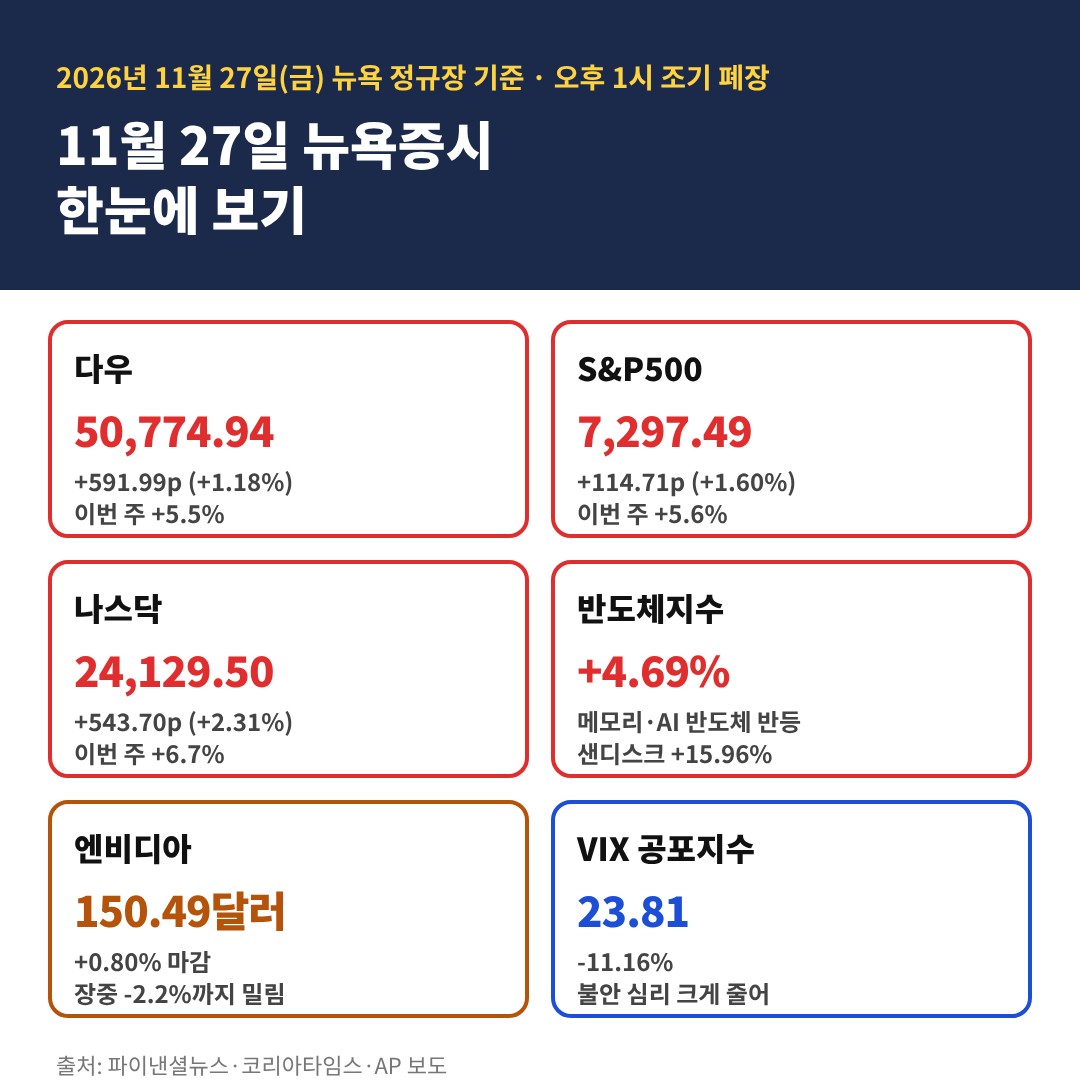 2026년 11월 27일(금) 뉴욕 정규장 기준 · 오후 1시 조기 폐장
11월 27일 뉴욕증시
한눈에 보기
다우
50,774.94
+591.99p (+1.18%)
이번 주 +5.5%
S&P500
7,297.49
+114.71p (+1.60%)
이번 주 +5.6%
나스닥
24,129.50
+543.70p (+2.31%)
이번 주 +6.7%
반도체지수
+4.69%
메모리·AI 반도체 반등
샌디스크 +15.96%
엔비디아
150.49달러
+0.80% 마감
장중 -2.2%까지 밀림
VIX 공포지수
23.81
-11.16%
불안 심리 크게 줄어
출처: 파이낸셜뉴스·코리아타임스·AP 보도